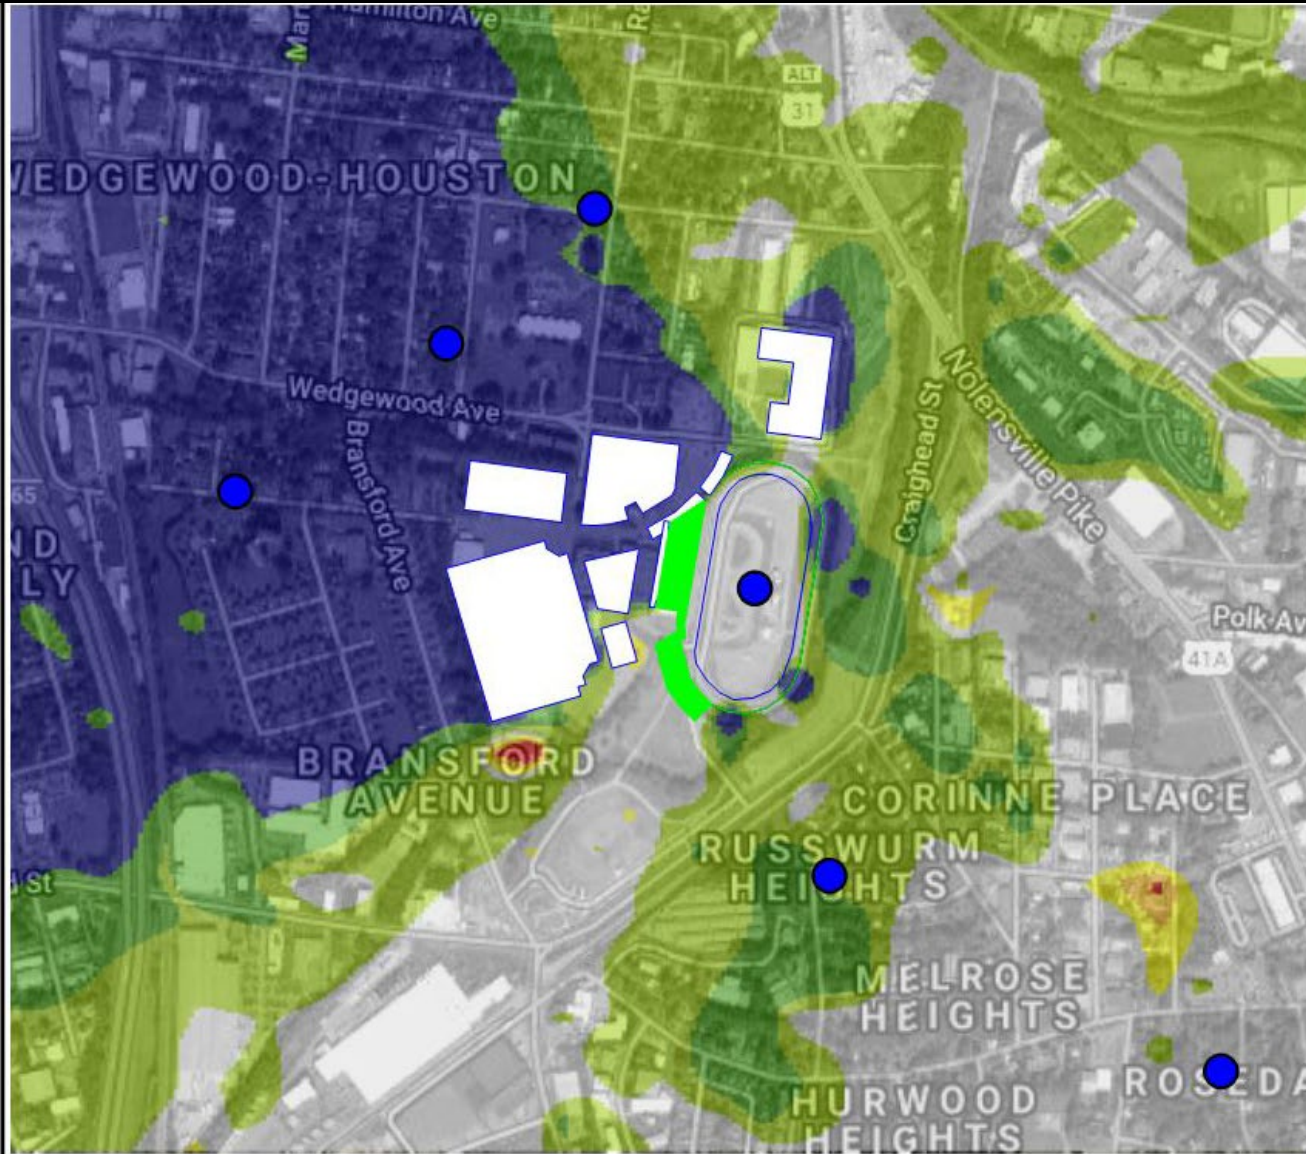 Hamilton Ave
ALT
31
WEDGEWOOD-HOUSTON
Wedgewood Ave
Bransford Ave
Craighead St
Nolensville Pike
65
Polk Av
41A
BRANSFORD
AVENUE
CORINNE PLACE
RUSSWURM
HEIGHTS
St
MELROSE
HEIGHTS
HURWOOD
HEIGHTS